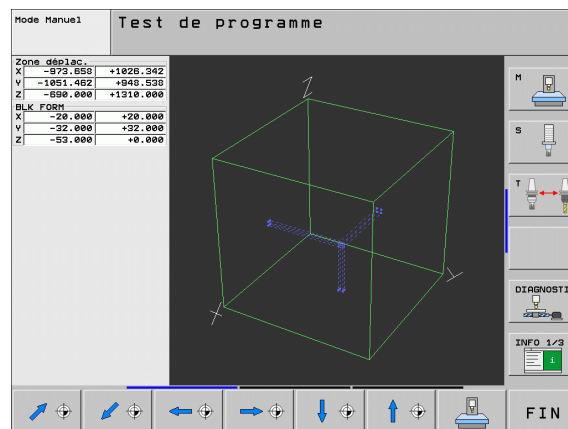 Mode Manuel
Test de programme
Zone déplac.
X -973.658 +1026.342
Y -1051.462 +948.538
Z -690.000 +1310.000
BLK FORM
X -20.000 +20.000
Y -32.000 +32.000
Z -53.000 +0.000
Z
X
Y
M
S
T
DIAGNOSTI
INFO 1/3
i
FIN